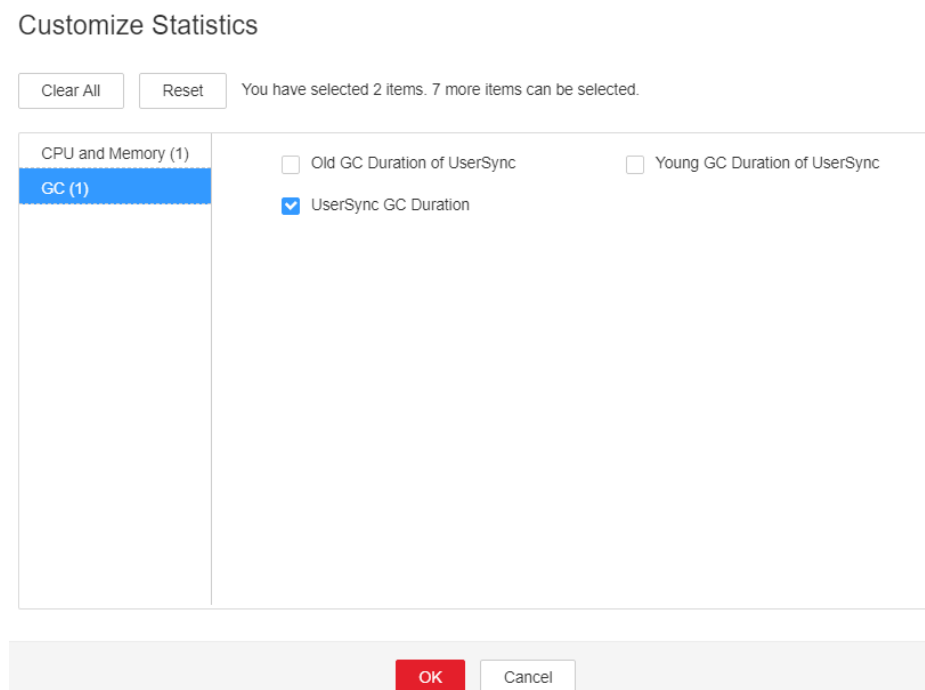 Customize Statistics
Clear All Reset You have selected 2 items. 7 more items can be selected.
CPU and Memory (1)
GC (1)
Old GC Duration of UserSync Young GC Duration of UserSync
UserSync GC Duration
OK Cancel